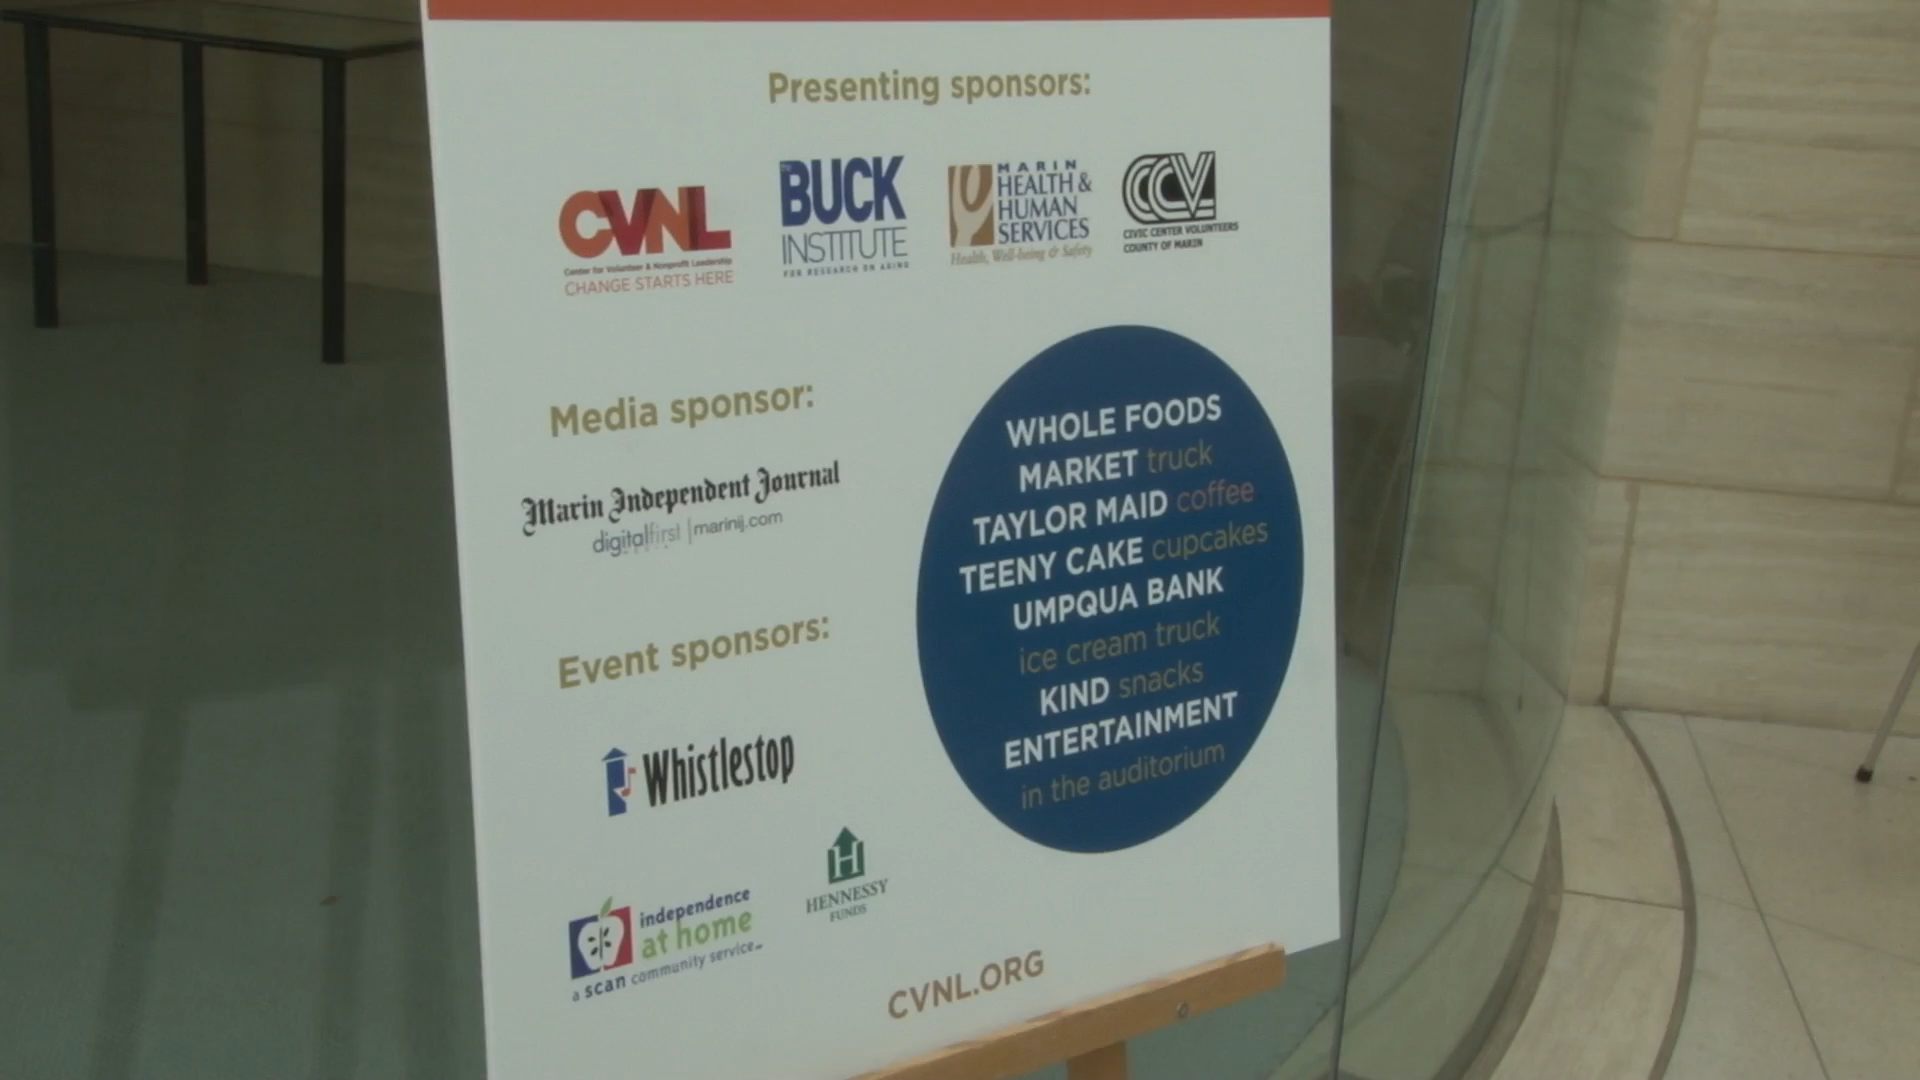 Presenting sponsors:
CVNL
Center for Volunteer & Nonprofit Leadership
CHANGE STARTS HERE
BUCK
INSTITUTE
FOR RESEARCH ON AGING
MARIN
HEALTH &
HUMAN
SERVICES
Health, Well-being & Safety
CCV
CIVIC CENTER VOLUNTEERS
COUNTY OF MARIN
Media sponsor:
Marin Independent Journal
digitalfirst | marinij.com
Event sponsors:
Whistlestop
H
HENNESSY
FUNDS
independence
at home
a scan community service
WHOLE FOODS
MARKET truck
TAYLOR MAID coffee
TEENY CAKE cupcakes
UMPQUA BANK
ice cream truck
KIND snacks
ENTERTAINMENT
in the auditorium
CVNL.ORG